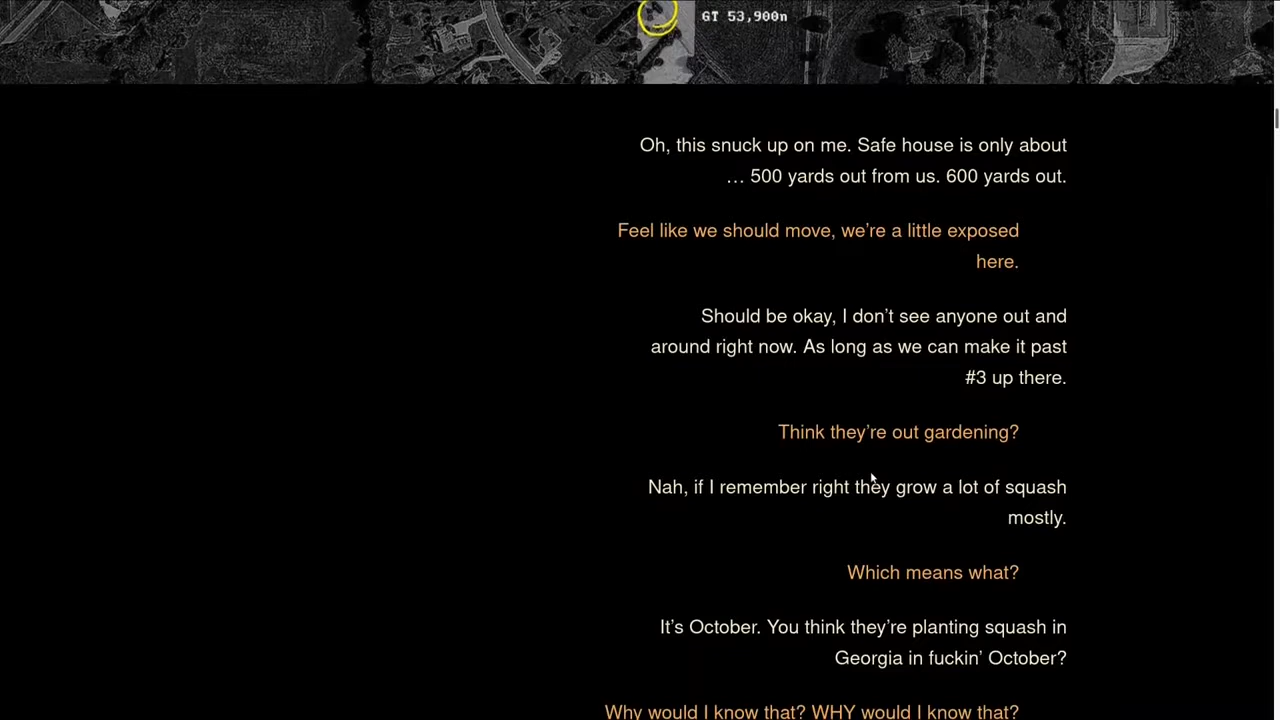 GT 53,900n
Oh, this snuck up on me. Safe house is only about
… 500 yards out from us. 600 yards out.
Feel like we should move, we’re a little exposed
here.
Should be okay, I don’t see anyone out and
around right now. As long as we can make it past
#3 up there.
Think they’re out gardening?
Nah, if I remember right they grow a lot of squash
mostly.
Which means what?
It’s October. You think they’re planting squash in
Georgia in fuckin’ October?
Why would I know that? WHY would I know that?